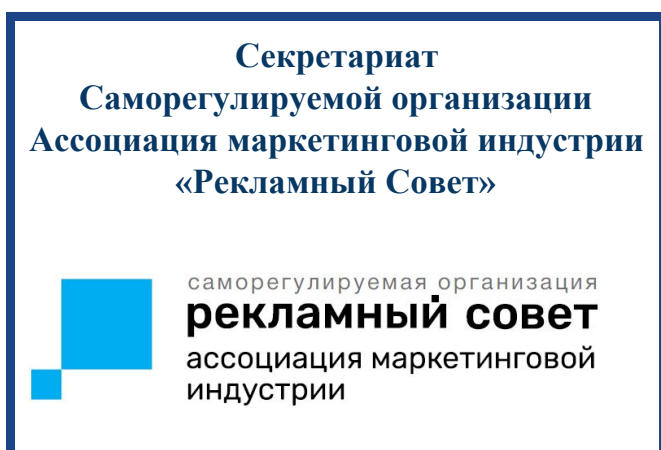 Секретариат
Саморегулируемой организации
Ассоциация маркетинговой индустрии
«Рекламный Совет»
саморегулируемая организация
рекламный совет
ассоциация маркетинговой
индустрии